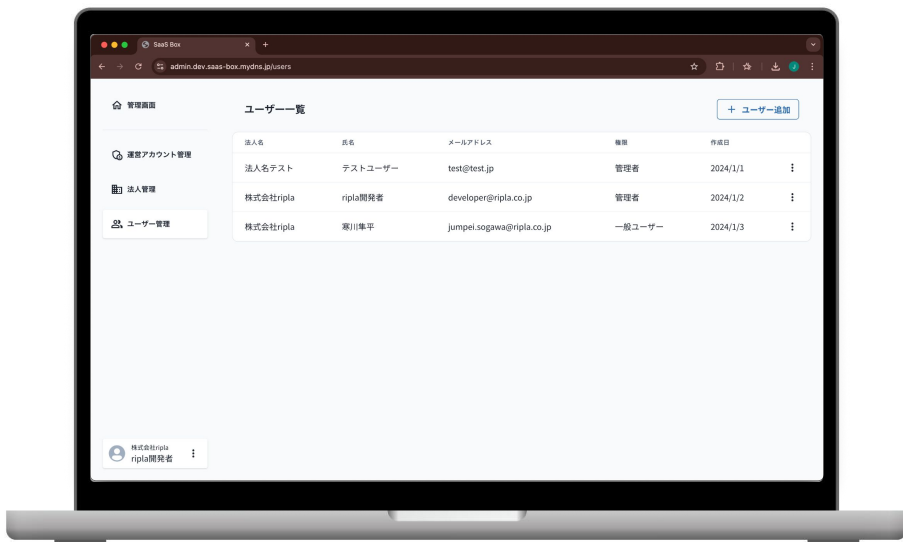 SaaS Box
admin.dev.saas-box.mydns.jp/users
管理画面
運営アカウント管理
法人管理
ユーザー管理
株式会社ripla
ripla開発者
ユーザー一覧
+ ユーザー追加
法人名 氏名 メールアドレス 権限 作成日
法人名テスト テストユーザー test@test.jp 管理者 2024/1/1
株式会社ripla ripla開発者 developer@ripla.co.jp 管理者 2024/1/2
株式会社ripla 寒川隼平 jumpei.sogawa@ripla.co.jp 一般ユーザー 2024/1/3